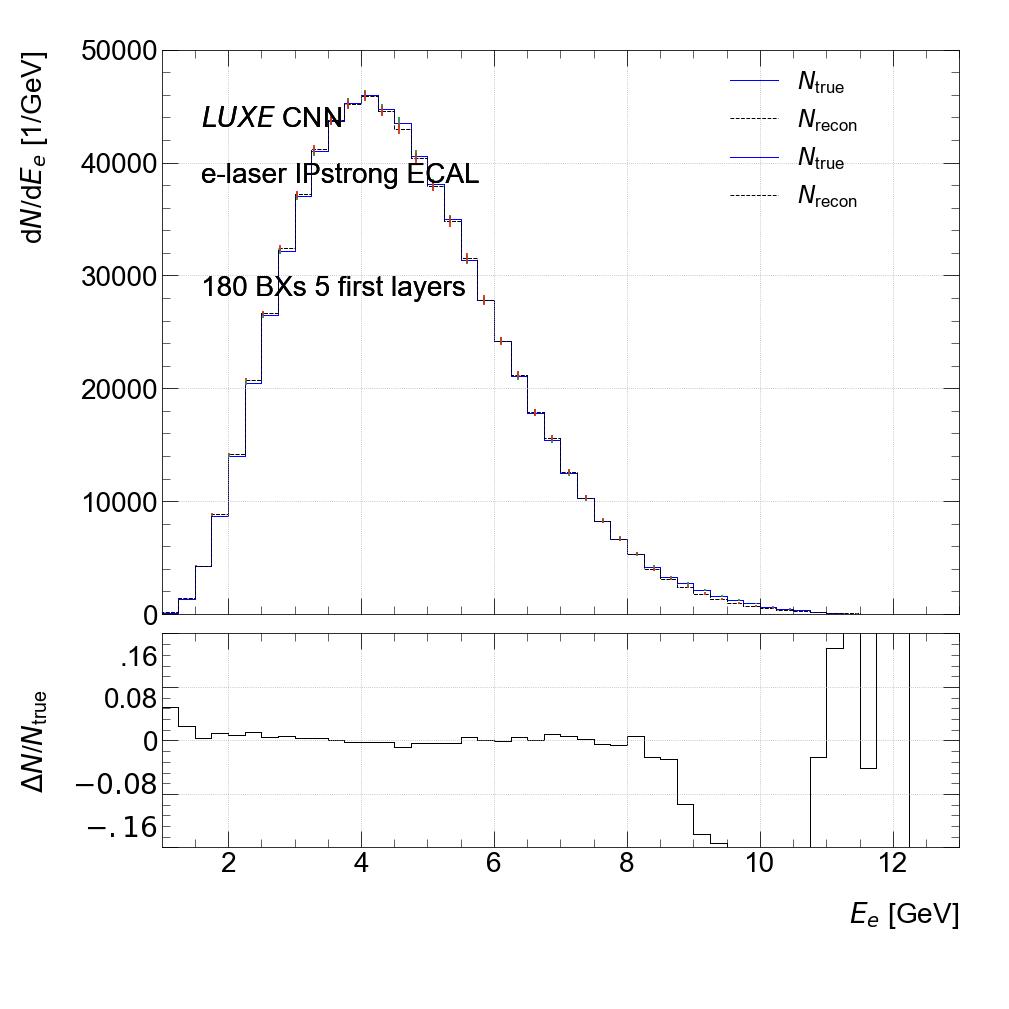 50000
40000
30000
20000
10000
0
dN/dE_e [1/GeV]
LUXE CNN
e-laser IPstrong ECAL
180 BXs 5 first layers
N_true
N_recon
N_true
N_recon
.16
0.08
0
−0.08
−.16
ΔN/N_true
2 4 6 8 10 12
E_e [GeV]